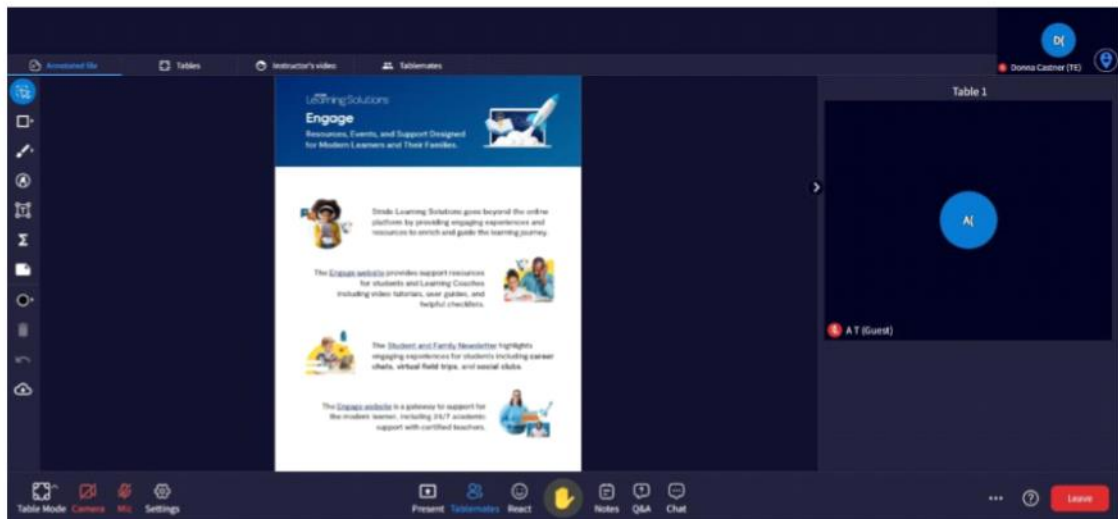 D(
Donna Castner (TE)
Annotated file
Tables
Instructor's video
Tablemates
Table 1
Learning Solutions
Engage
Resources, Events, and Support Designed
for Modern Learners and Their Families.
Stride Learning Solutions goes beyond the online
platform by providing engaging experiences and
resources to enrich and guide the learning journey.
The Engage website provides support resources
for students and Learning Coaches
including video tutorials, user guides, and
helpful checklists.
The Student and Family Newsletter highlights
engaging experiences for students including career
chats, virtual field trips, and social clubs.
The Engage website is a gateway to support for
the modern learner, including 24/7 academic
support with certified teachers.
A(
A T (Guest)
Table Mode
Camera
Mic
Settings
Present
Tablemates
React
Notes
Q&A
Chat
Leave